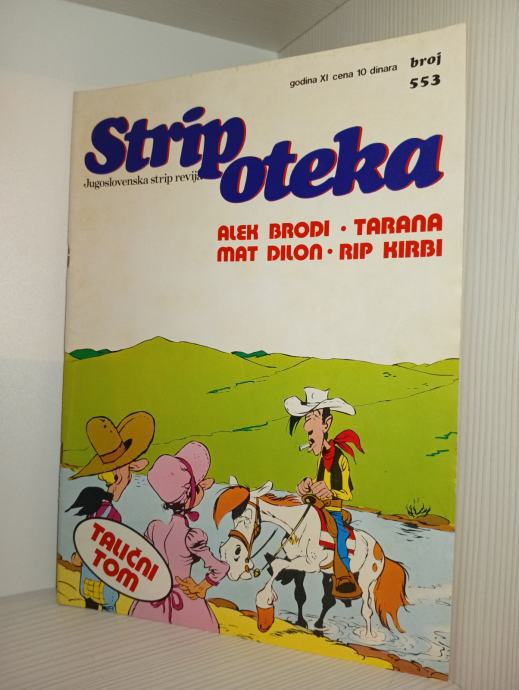 godina XI cena 10 dinara broj
553
Strip
Jugoslovenska strip revija
oteka
ALEK BRODI · TARANA
MAT DILON · RIP KIRBI
TALIČNI
TOM